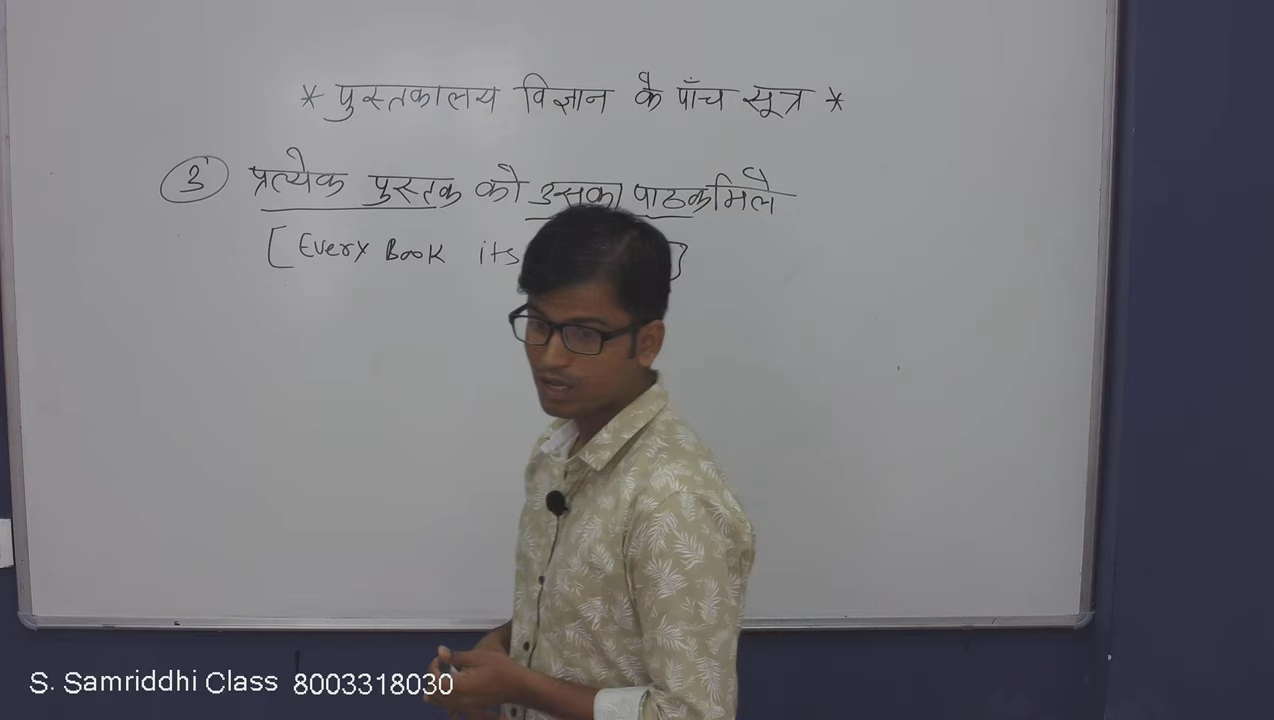 * पुस्तकालय विज्ञान के पाँच सूत्र *
3 प्रत्येक पुस्तक को उसका पाठक मिले
[Every Book its ]
S. Samriddhi Class 8003318030